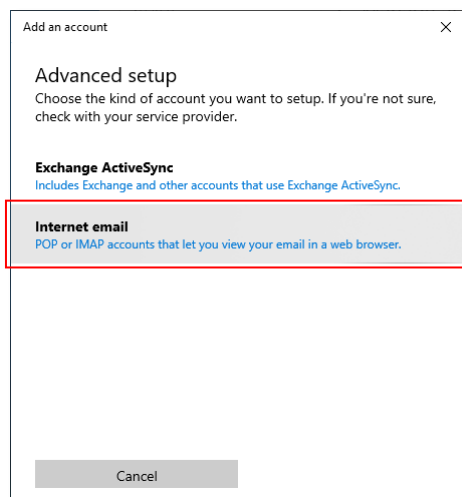 Add an account
Advanced setup
Choose the kind of account you want to setup. If you're not sure,
check with your service provider.
Exchange ActiveSync
Includes Exchange and other accounts that use Exchange ActiveSync.
Internet email
POP or IMAP accounts that let you view your email in a web browser.
Cancel